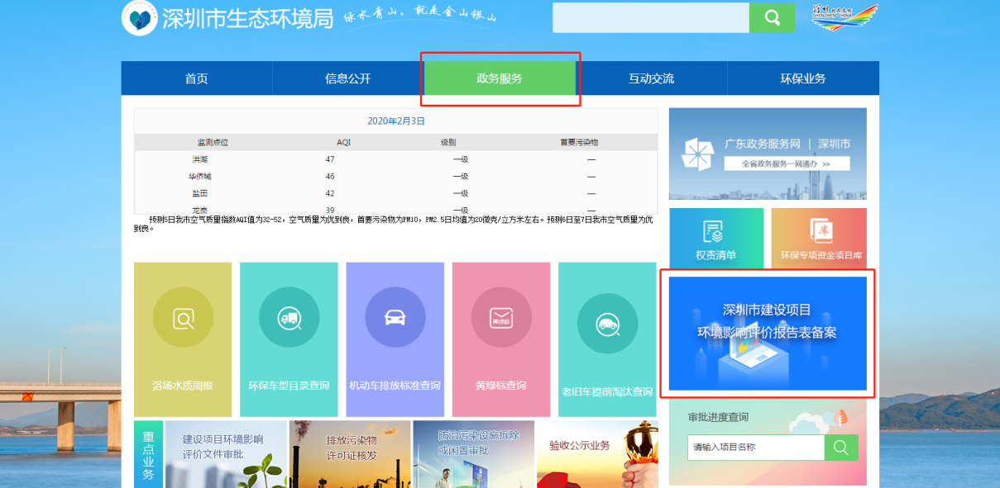 深圳市生态环境局
绿水青山，就是金山银山
深圳 政府在线
SHENZHEN CHINA
首页 信息公开 政务服务 互动交流 环保业务
2020年2月3日
监测点位 AQI 级别 首要污染物
洪湖 47 一级 —
华侨城 46 一级 —
盐田 42 一级 —
龙岗 39 一级 —
预测5日我市空气质量指数AQI值为32-52，空气质量为优到良，首要污染物为PM10，PM2.5日均值为20微克/立方米左右。预测6日至7日我市空气质量为优
到良。
广东政务服务网 | 深圳市
全省政务服务一网通办 >>
权责清单
库
环保专项资金项目库
深圳市建设项目
环境影响评价报告表备案
浴场水质周报
环保车型目录查询
机动车排放标准查询
黄绿标
黄绿标查询
老旧车提前淘汰查询
审批进度查询
请输入项目名称
重点业务
建设项目环境影响
评价文件审批
排放污染物
许可证核发
防治污染设施拆除
或闲置审批
验收公示业务